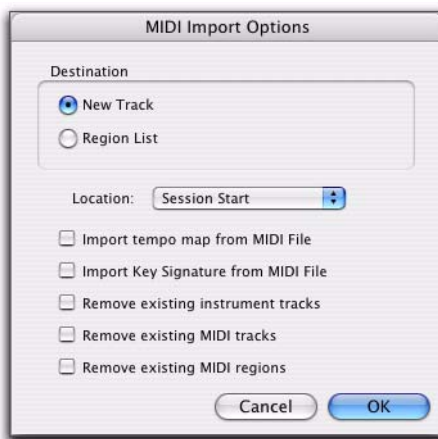 MIDI Import Options
Destination
New Track
Region List
Location: Session Start
Import tempo map from MIDI File
Import Key Signature from MIDI File
Remove existing instrument tracks
Remove existing MIDI tracks
Remove existing MIDI regions
Cancel OK